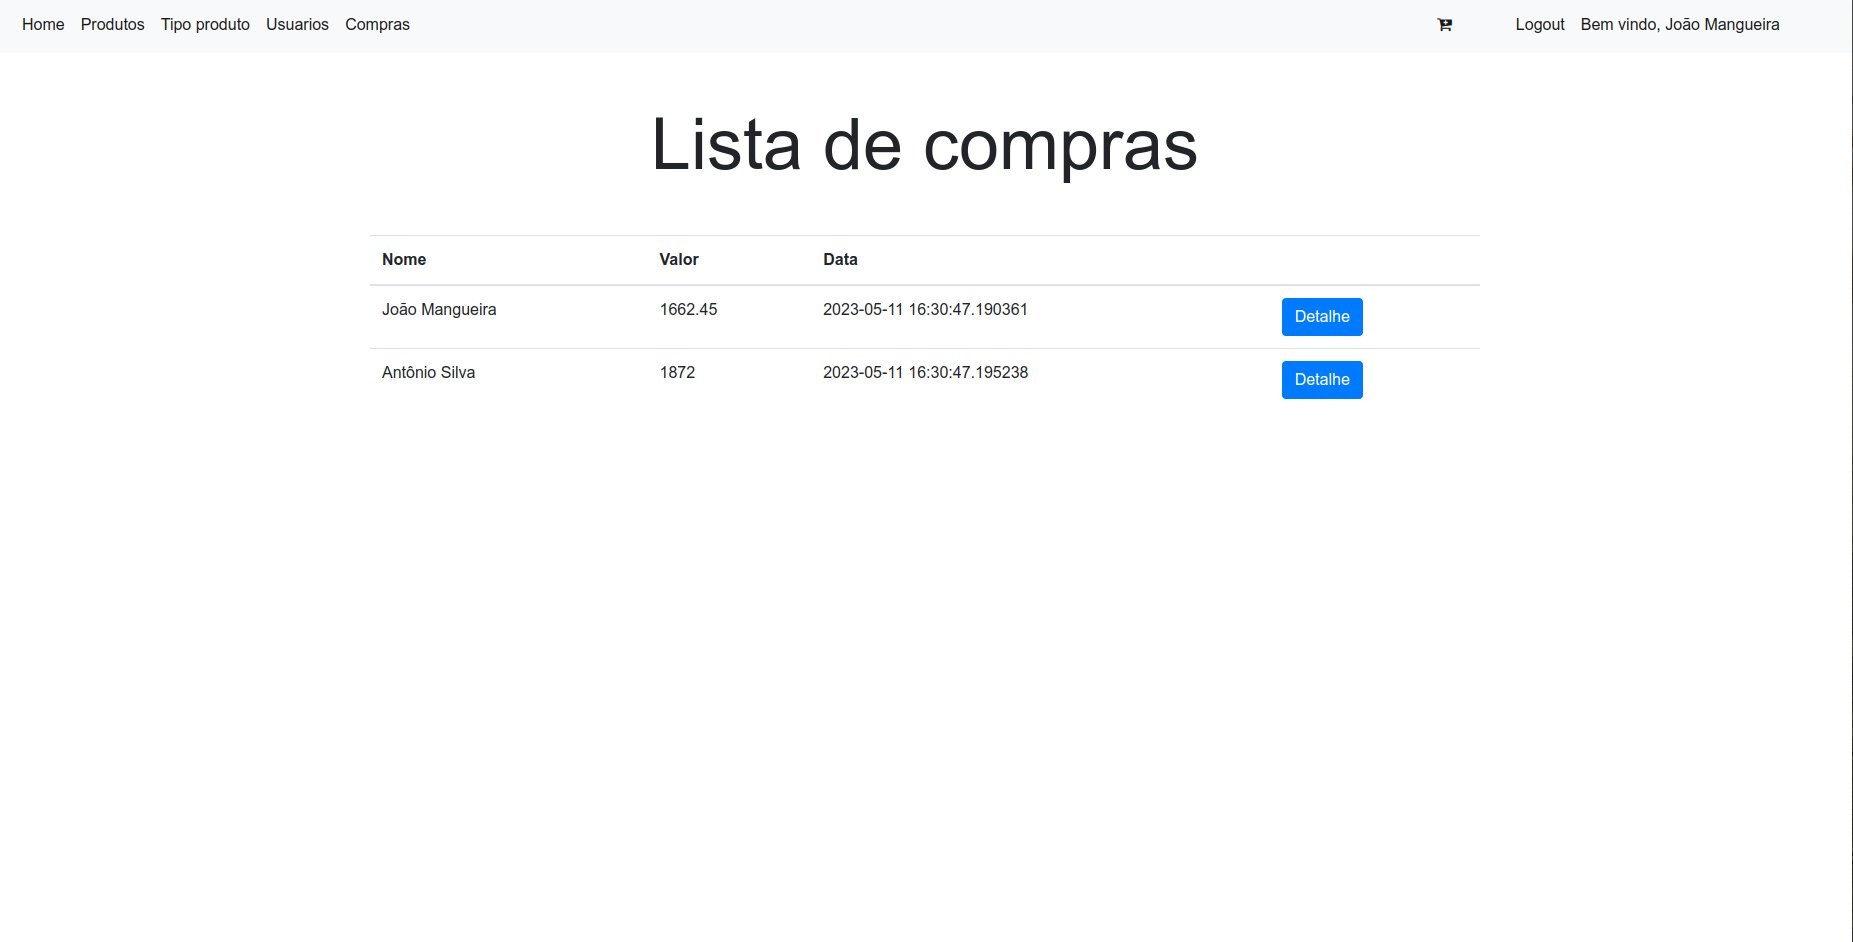 Home Produtos Tipo produto Usuarios Compras Logout Bem vindo, João Mangueira
Lista de compras
Nome Valor Data
João Mangueira 1662.45 2023-05-11 16:30:47.190361 Detalhe
Antônio Silva 1872 2023-05-11 16:30:47.195238 Detalhe